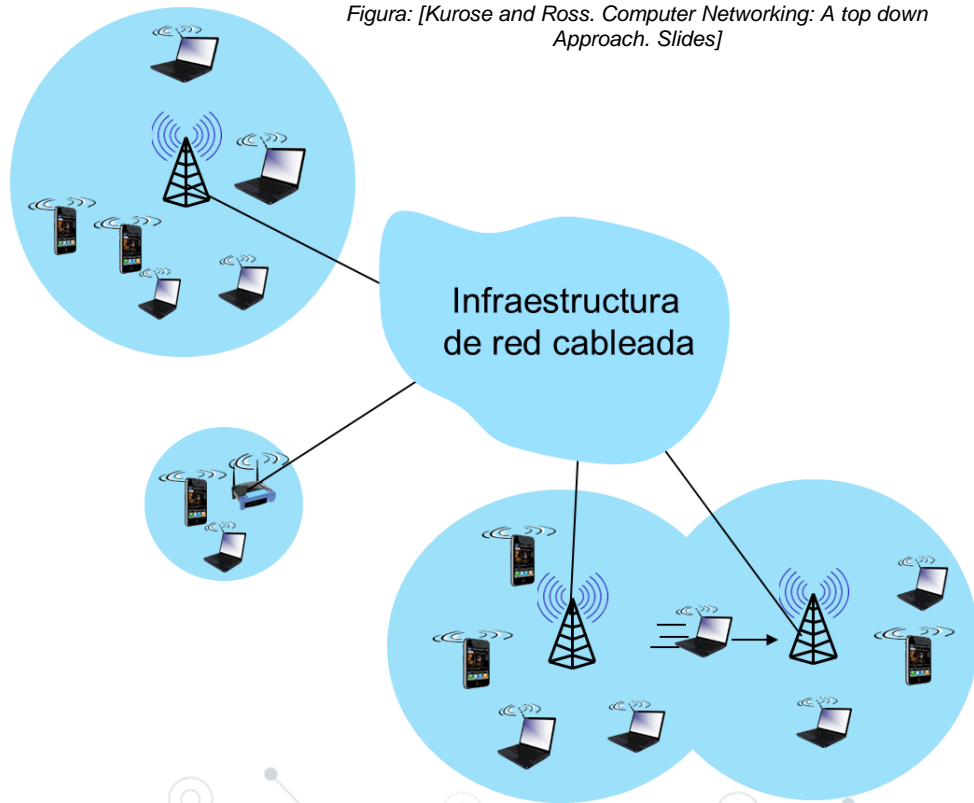 Figura: [Kurose and Ross. Computer Networking: A top down
Approach. Slides]
Infraestructura
de red cableada